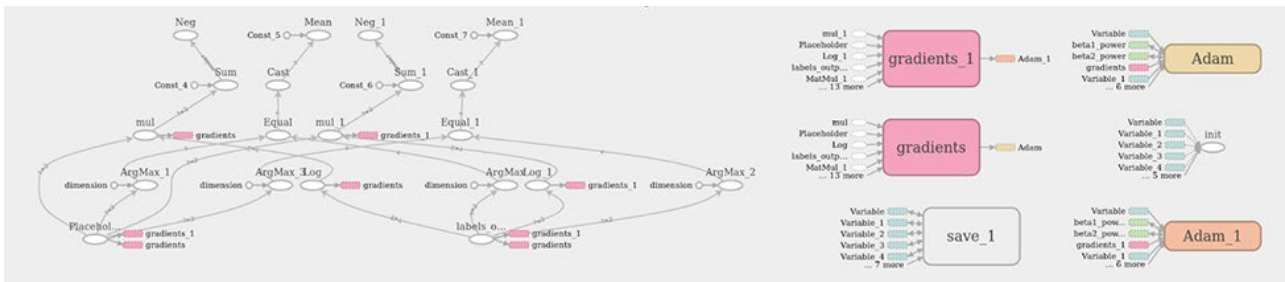 Neg
Const_5
Mean
Neg_1
Const_7
Mean_1
Const_4
Sum
Cast
Const_6
Sum_1
Cast_1
mul
gradients
Equal
mul_1
gradients_1
Equal_1
dimension
ArgMax_1
dimension
ArgMax_3
Log
gradients
dimension
ArgMax
Log_1
gradients_1
dimension
ArgMax_2
Placehol...
gradients_1
gradients
labels_o...
gradients_1
gradients
mul_1
Placeholder
Log_1
labels_outp...
MatMul_1
... 13 more
gradients_1
Adam_1
mul
Placeholder
Log
labels_outp...
MatMul_1
... 13 more
gradients
Adam
Variable
Variable_1
Variable_2
Variable_3
Variable_4
... 7 more
save_1
Variable
beta1_power
beta2_power
gradients
Variable_1
... 6 more
Adam
Variable
Variable_1
Variable_2
Variable_3
Variable_4
... 5 more
init
Variable
beta1_pow...
beta2_pow...
gradients_1
Variable_1
... 6 more
Adam_1